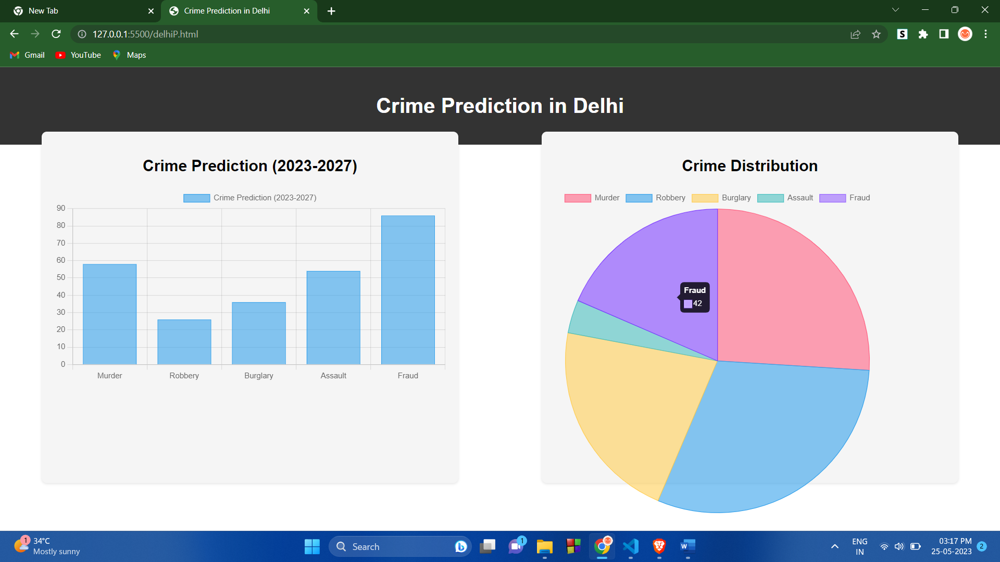 New Tab
Crime Prediction in Delhi
127.0.0.1:5500/delhiP.html
S
Gmail
YouTube
Maps
Crime Prediction in Delhi
Crime Prediction (2023-2027)
Crime Prediction (2023-2027)
90
80
70
60
50
40
30
20
10
0
Murder
Robbery
Burglary
Assault
Fraud
Crime Distribution
Murder
Robbery
Burglary
Assault
Fraud
Fraud
42
1
34°C
Mostly sunny
Search
1
W
ENG
IN
03:17 PM
25-05-2023
2